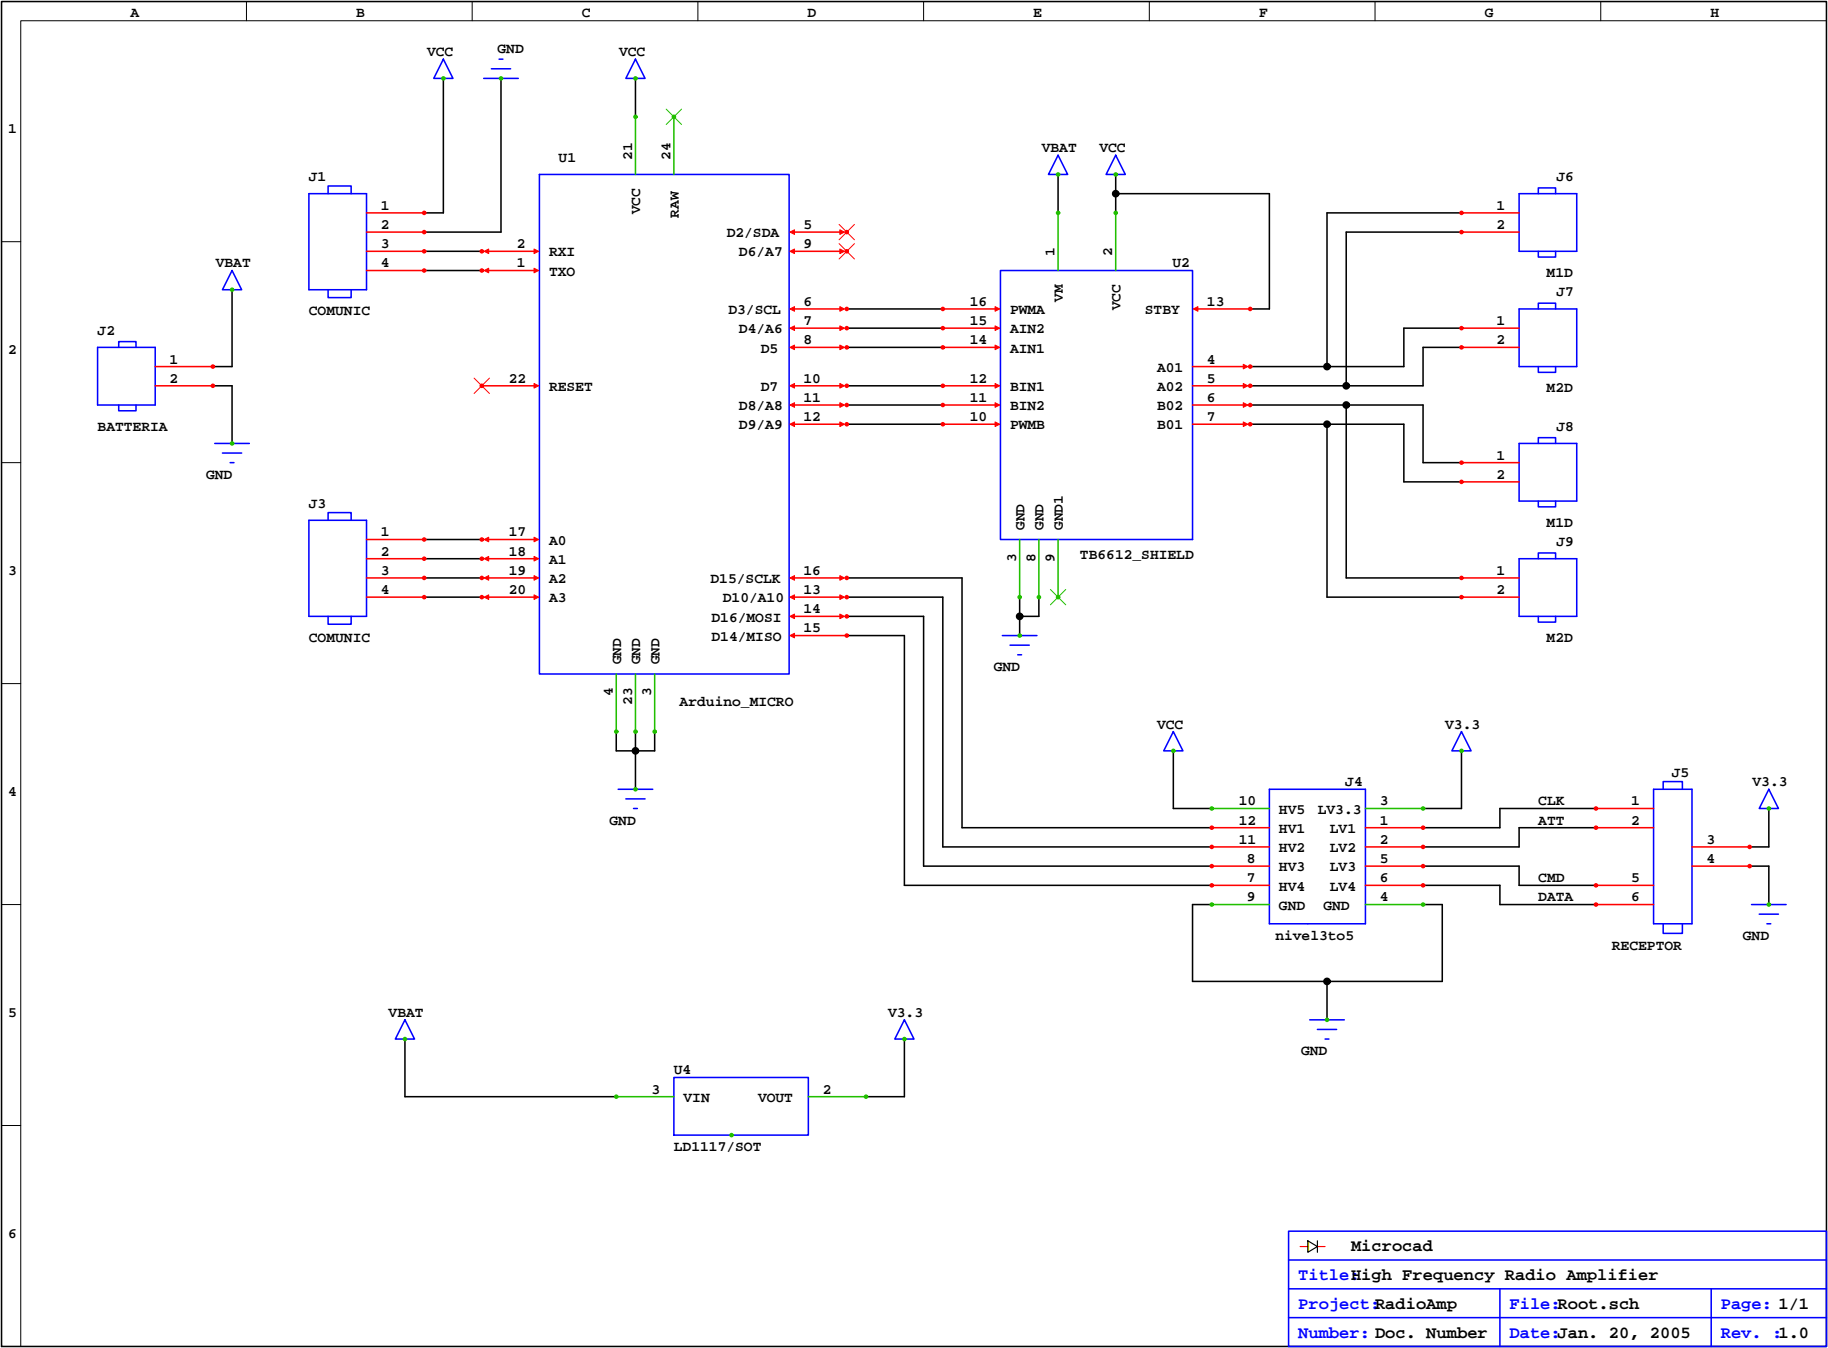 A B C D E F G H
1
2
3
4
5
6
VCC
GND
J1
1
2
3
4
COMUNIC
VBAT
J2
1
2
BATTERIA
GND
J3
1
2
3
4
COMUNIC
VCC
U1
21
24
VCC
RAW
2 RXI
1 TXO
22 RESET
17 A0
18 A1
19 A2
20 A3
D2/SDA 5
D6/A7 9
D3/SCL 6
D4/A6 7
D5 8
D7 10
D8/A8 11
D9/A9 12
D15/SCLK 16
D10/A10 13
D16/MOSI 14
D14/MISO 15
GND GND GND
4 23 3
Arduino_MICRO
GND
VBAT VCC
1 2
U2
VM VCC
16 PWMA
15 AIN2
14 AIN1
12 BIN1
11 BIN2
10 PWMB
STBY 13
A01 4
A02 5
B02 6
B01 7
GND GND GND1
3 8 9
TB6612_SHIELD
GND
J6
1
2
M1D
J7
1
2
M2D
J8
1
2
M1D
J9
1
2
M2D
VCC
V3.3
J4
10 HV5 LV3.3 3
12 HV1 LV1 1
11 HV2 LV2 2
8 HV3 LV3 5
7 HV4 LV4 6
9 GND GND 4
nivel3to5
GND
CLK
ATT
CMD
DATA
J5
1
2
3
4
5
6
RECEPTOR
V3.3
GND
VBAT
V3.3
U4
3 VIN VOUT 2
LD1117/SOT
Microcad
Title: High Frequency Radio Amplifier
Project: RadioAmp File: Root.sch Page: 1/1
Number: Doc. Number Date: Jan. 20, 2005 Rev. : 1.0